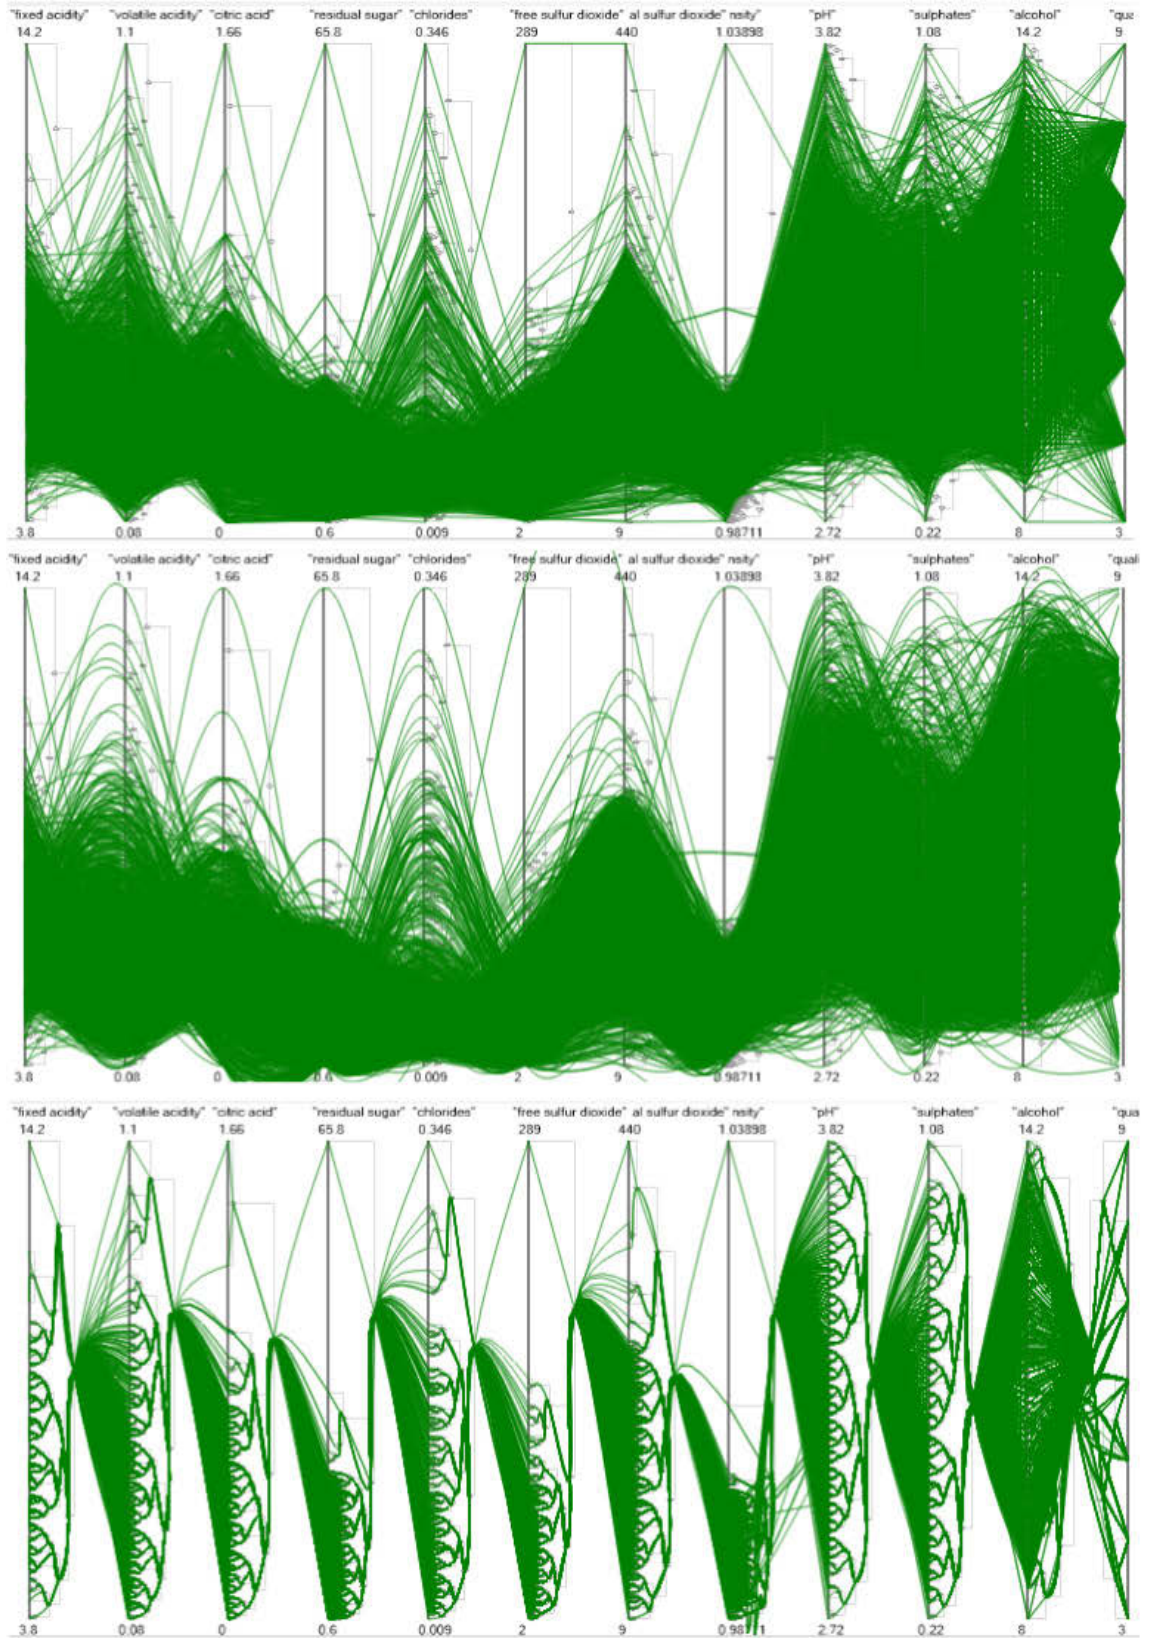 "fixed acidity" "volatile acidity" "citric acid" "residual sugar" "chlorides" "free sulfur dioxide" al sulfur dioxide" nsity" "pH" "sulphates" "alcohol" "qua
14.2 1.1 1.66 65.8 0.346 289 440 1.03898 3.82 1.08 14.2 9
3.8 0.08 0 0.6 0.009 2 9 0.98711 2.72 0.22 8 3
"fixed acidity" "volatile acidity" "citric acid" "residual sugar" "chlorides" "free sulfur dioxide" al sulfur dioxide" nsity" "pH" "sulphates" "alcohol" "quali
14.2 1.1 1.66 65.8 0.346 289 440 1.03898 3.82 1.08 14.2 9
3.8 0.08 0 0.6 0.009 2 9 0.98711 2.72 0.22 8 3
"fixed acidity" "volatile acidity" "citric acid" "residual sugar" "chlorides" "free sulfur dioxide" al sulfur dioxide" nsity" "pH" "sulphates" "alcohol" "qua
14.2 1.1 1.66 65.8 0.346 289 440 1.03898 3.82 1.08 14.2 9
3.8 0.08 0 0.6 0.009 2 9 0.98711 2.72 0.22 8 3